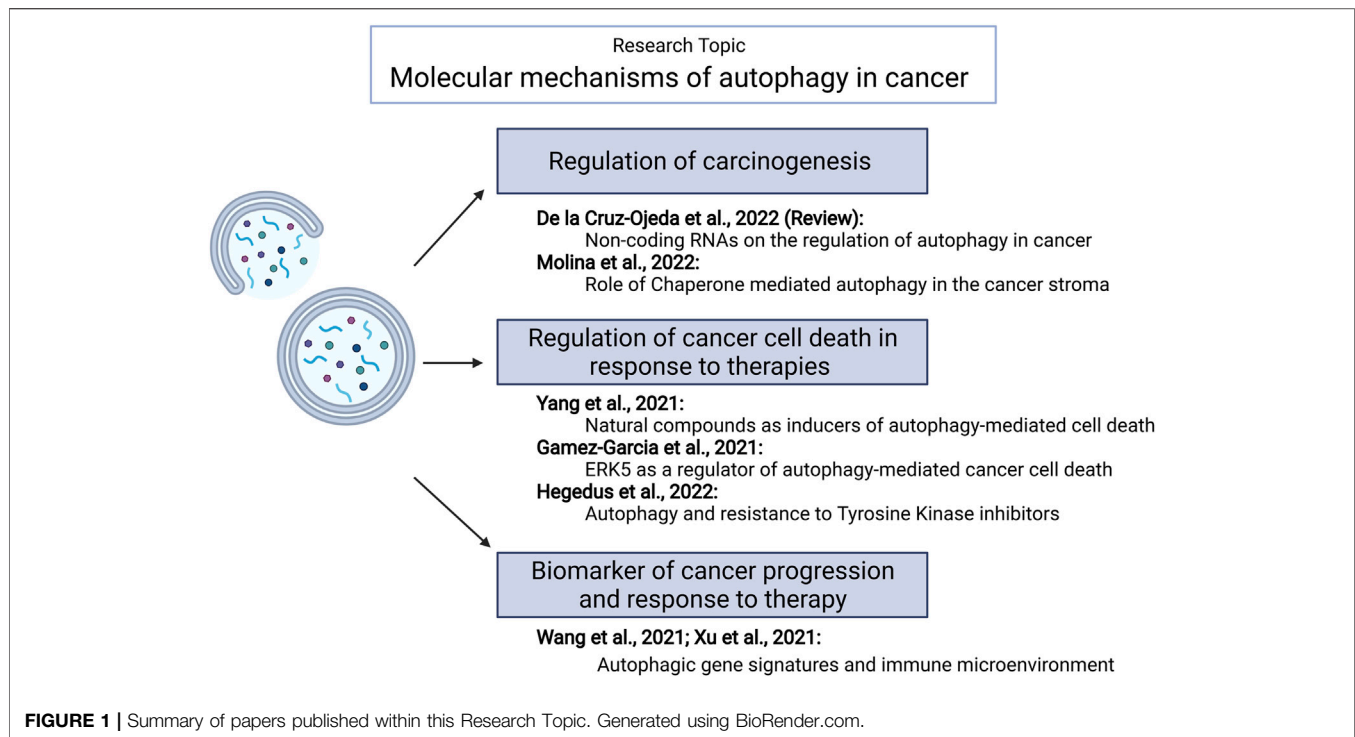 Research Topic
Molecular mechanisms of autophagy in cancer
Regulation of carcinogenesis
De la Cruz-Ojeda et al., 2022 (Review):
Non-coding RNAs on the regulation of autophagy in cancer
Molina et al., 2022:
Role of Chaperone mediated autophagy in the cancer stroma
Regulation of cancer cell death in
response to therapies
Yang et al., 2021:
Natural compounds as inducers of autophagy-mediated cell death
Gamez-Garcia et al., 2021:
ERK5 as a regulator of autophagy-mediated cancer cell death
Hegedus et al., 2022:
Autophagy and resistance to Tyrosine Kinase inhibitors
Biomarker of cancer progression
and response to therapy
Wang et al., 2021; Xu et al., 2021:
Autophagic gene signatures and immune microenvironment
FIGURE 1 | Summary of papers published within this Research Topic. Generated using BioRender.com.